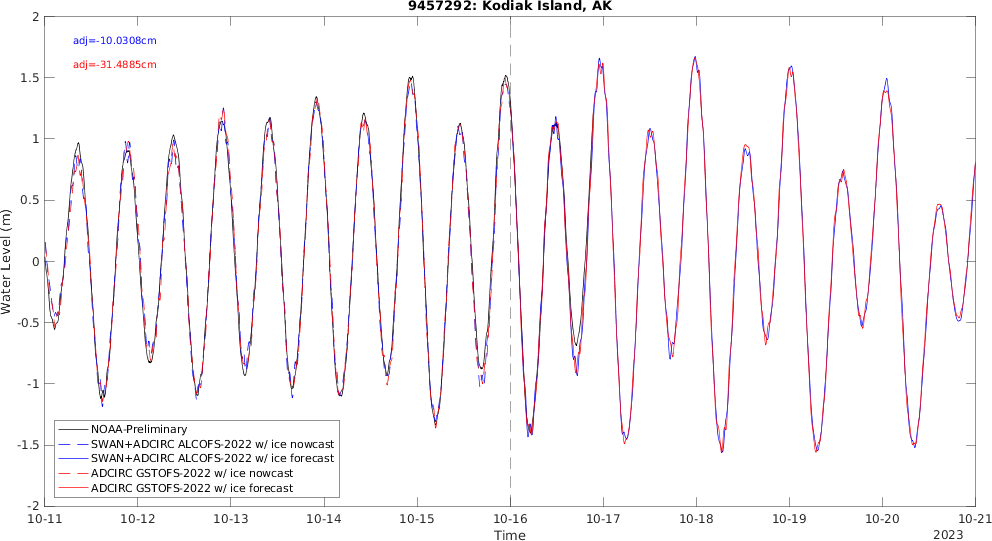 9457292: Kodiak Island, AK
2
adj=-10.0308cm
adj=-31.4885cm
1.5
1
0.5
0
-0.5
-1
-1.5
-2
Water Level (m)
NOAA-Preliminary
SWAN+ADCIRC ALCOFS-2022 w/ ice nowcast
SWAN+ADCIRC ALCOFS-2022 w/ ice forecast
ADCIRC GSTOFS-2022 w/ ice nowcast
ADCIRC GSTOFS-2022 w/ ice forecast
10-11 10-12 10-13 10-14 10-15 10-16 10-17 10-18 10-19 10-20 10-21
Time
2023